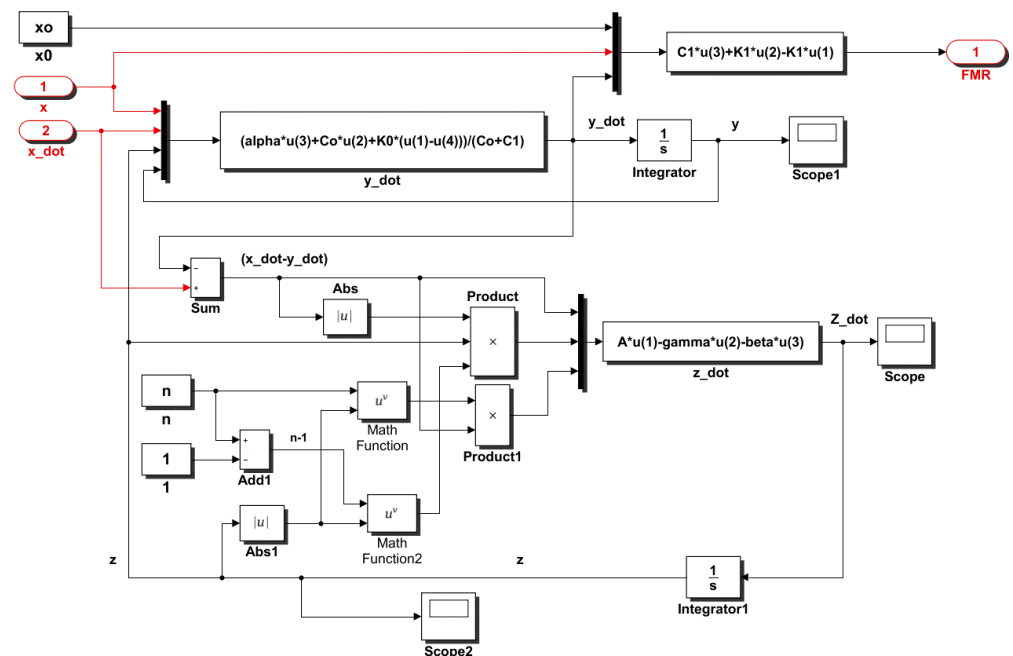 xo
x0
C1*u(3)+K1*u(2)-K1*u(1)
1
FMR
1
x
2
x_dot
(alpha*u(3)+Co*u(2)+K0*(u(1)-u(4)))/(Co+C1)
y_dot
y_dot
1
s
Integrator
y
Scope1
(x_dot-y_dot)
−
+
Sum
Abs
|u|
Product
×
A*u(1)-gamma*u(2)-beta*u(3)
z_dot
Z_dot
Scope
n
n
u^v
Math
Function
×
Product1
1
1
+
−
Add1
n-1
|u|
Abs1
u^v
Math
Function2
z
z
1
s
Integrator1
Scope2